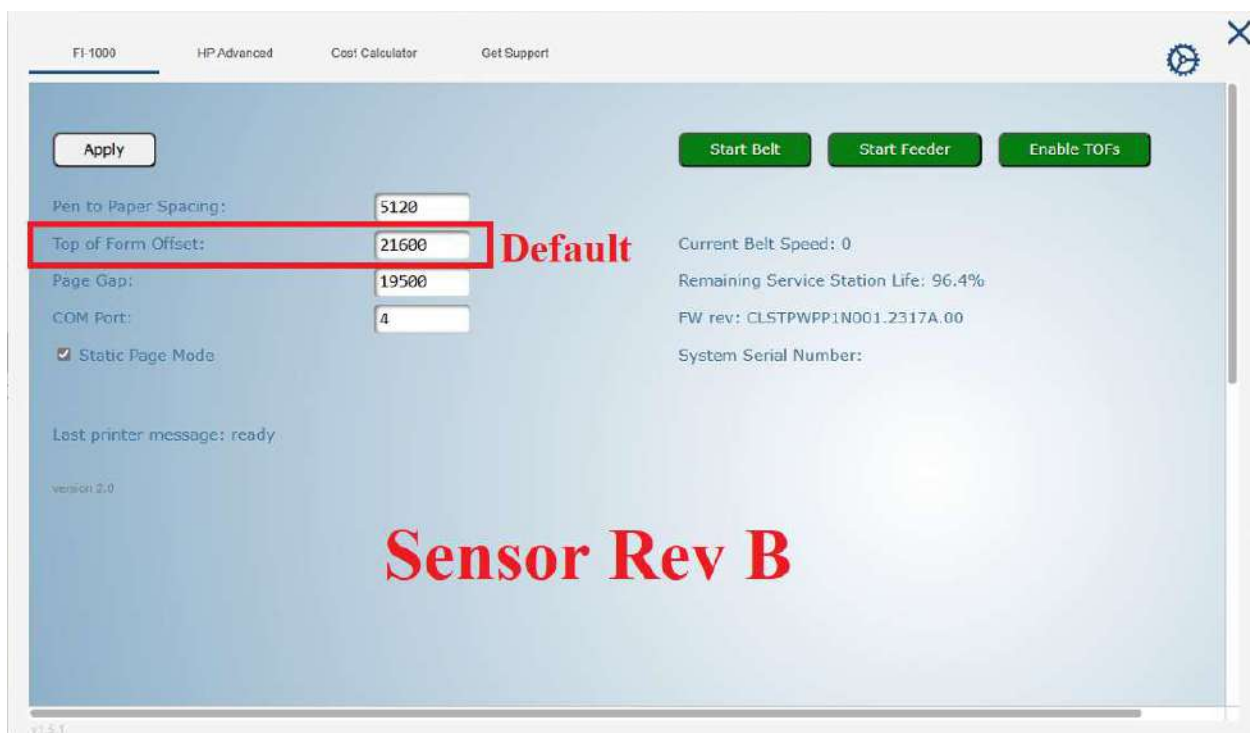 FI-1000 HP Advanced Cost Calculator Get Support
Apply Start Belt Start Feeder Enable TOFs
Pen to Paper Spacing: 5120
Top of Form Offset: 21600 Default Current Belt Speed: 0
Page Gap: 19500 Remaining Service Station Life: 96.4%
COM Port: 4 FW rev: CLSTPWPP1N001.2317A.00
Static Page Mode System Serial Number:
Last printer message: ready
version 2.0
Sensor Rev B
v1.5.1